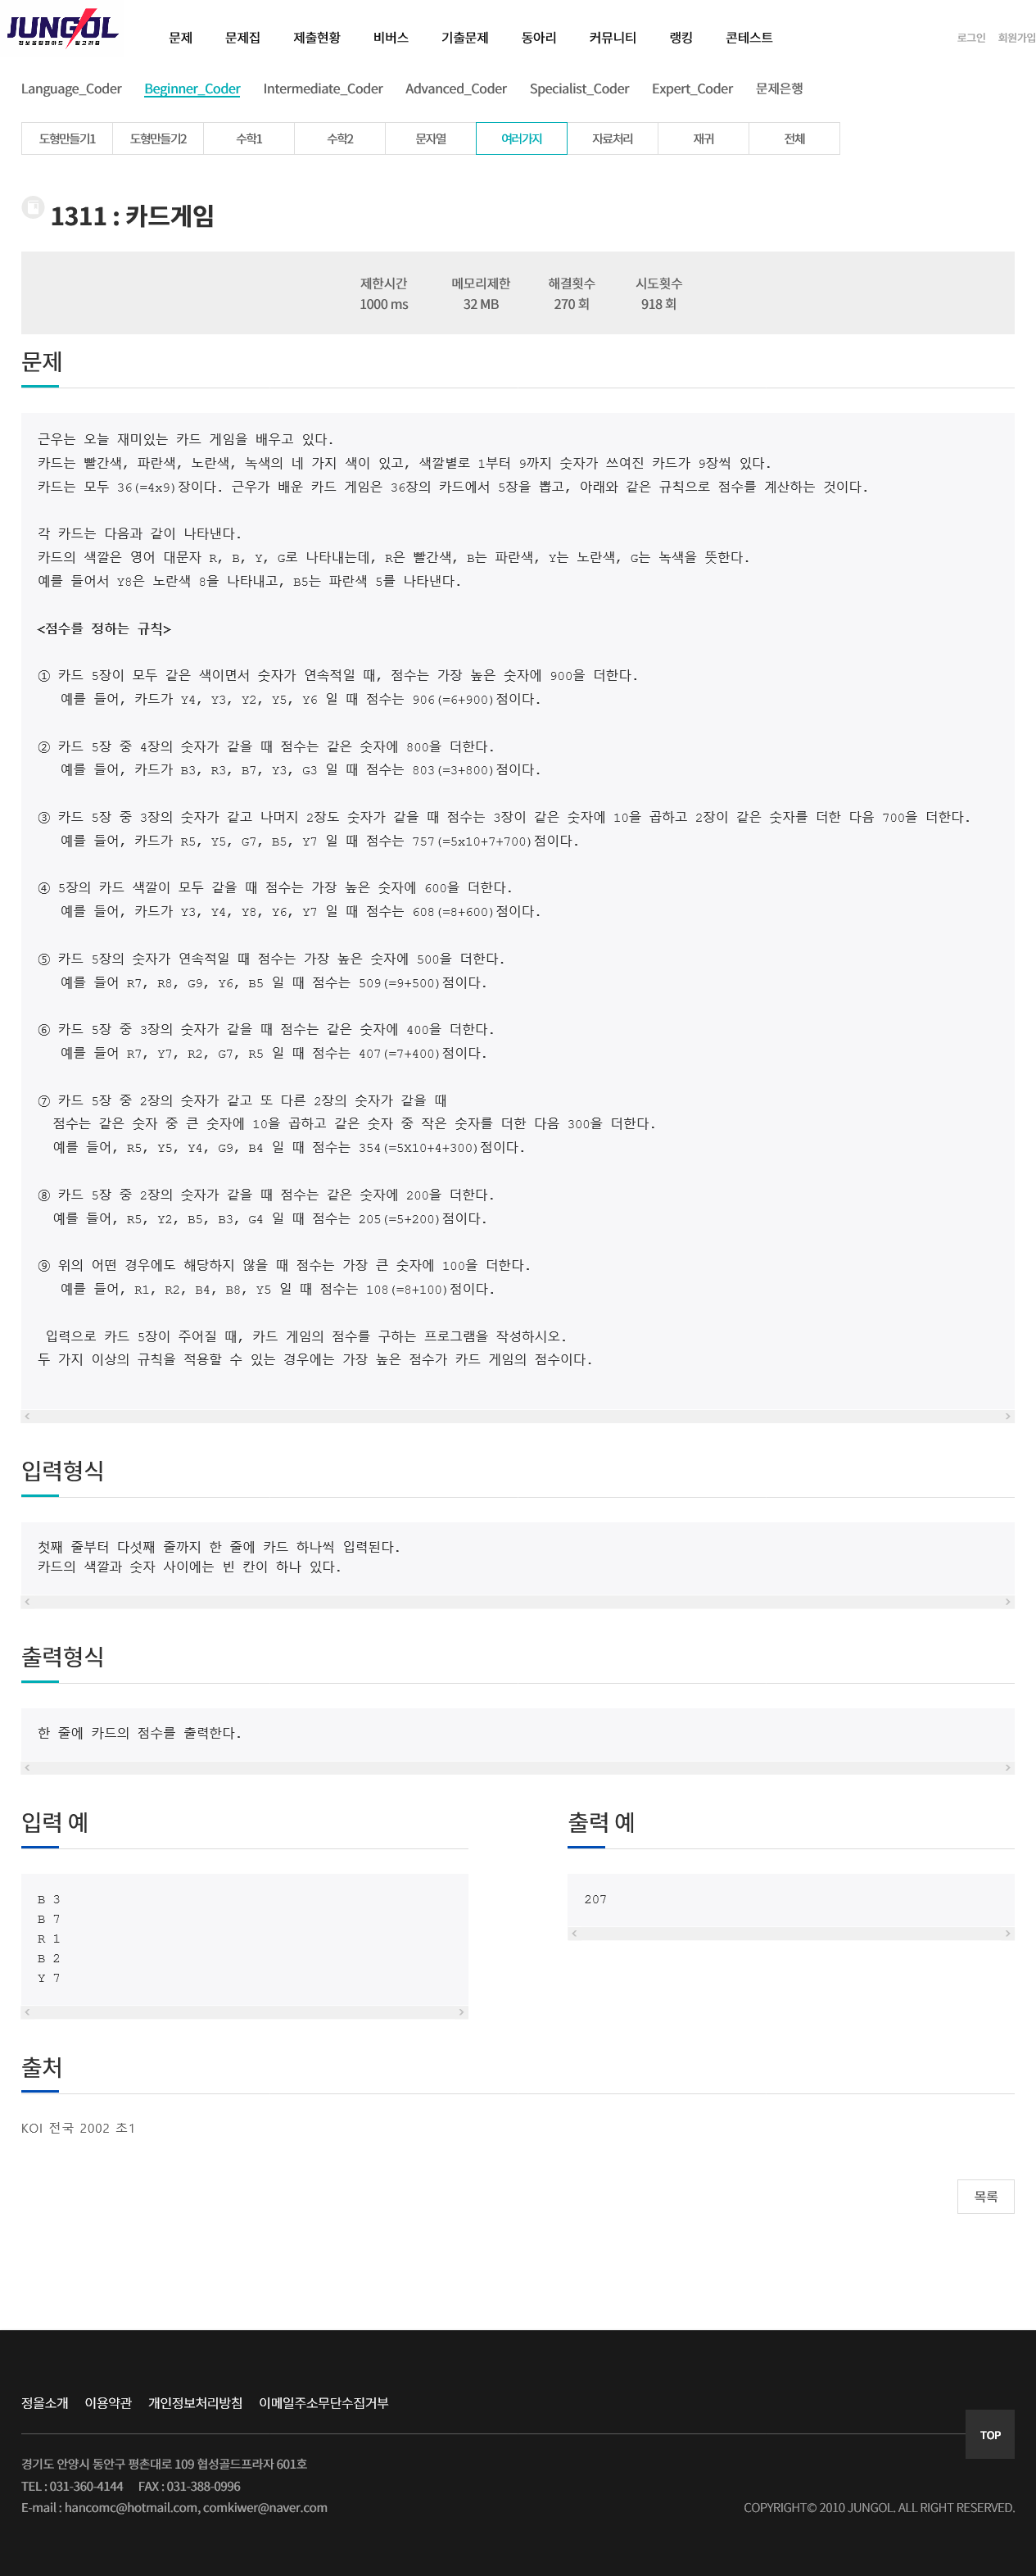 JUNGOL
정보올림피아드 & 알고리즘
문제 문제집 제출현황 비버스 기출문제 동아리 커뮤니티 랭킹 콘테스트 로그인 회원가입
Language_Coder Beginner_Coder Intermediate_Coder Advanced_Coder Specialist_Coder Expert_Coder 문제은행
도형만들기1 도형만들기2 수학1 수학2 문자열 여러가지 자료처리 재귀 전체
1311 : 카드게임
제한시간 메모리제한 해결횟수 시도횟수
1000 ms 32 MB 270 회 918 회
문제
근우는 오늘 재미있는 카드 게임을 배우고 있다.
카드는 빨간색, 파란색, 노란색, 녹색의 네 가지 색이 있고, 색깔별로 1부터 9까지 숫자가 쓰여진 카드가 9장씩 있다.
카드는 모두 36(=4x9)장이다. 근우가 배운 카드 게임은 36장의 카드에서 5장을 뽑고, 아래와 같은 규칙으로 점수를 계산하는 것이다.
각 카드는 다음과 같이 나타낸다.
카드의 색깔은 영어 대문자 R, B, Y, G로 나타내는데, R은 빨간색, B는 파란색, Y는 노란색, G는 녹색을 뜻한다.
예를 들어서 Y8은 노란색 8을 나타내고, B5는 파란색 5를 나타낸다.
<점수를 정하는 규칙>
① 카드 5장이 모두 같은 색이면서 숫자가 연속적일 때, 점수는 가장 높은 숫자에 900을 더한다.
예를 들어, 카드가 Y4, Y3, Y2, Y5, Y6 일 때 점수는 906(=6+900)점이다.
② 카드 5장 중 4장의 숫자가 같을 때 점수는 같은 숫자에 800을 더한다.
예를 들어, 카드가 B3, R3, B7, Y3, G3 일 때 점수는 803(=3+800)점이다.
③ 카드 5장 중 3장의 숫자가 같고 나머지 2장도 숫자가 같을 때 점수는 3장이 같은 숫자에 10을 곱하고 2장이 같은 숫자를 더한 다음 700을 더한다.
예를 들어, 카드가 R5, Y5, G7, B5, Y7 일 때 점수는 757(=5x10+7+700)점이다.
④ 5장의 카드 색깔이 모두 같을 때 점수는 가장 높은 숫자에 600을 더한다.
예를 들어, 카드가 Y3, Y4, Y8, Y6, Y7 일 때 점수는 608(=8+600)점이다.
⑤ 카드 5장의 숫자가 연속적일 때 점수는 가장 높은 숫자에 500을 더한다.
예를 들어 R7, R8, G9, Y6, B5 일 때 점수는 509(=9+500)점이다.
⑥ 카드 5장 중 3장의 숫자가 같을 때 점수는 같은 숫자에 400을 더한다.
예를 들어 R7, Y7, R2, G7, R5 일 때 점수는 407(=7+400)점이다.
⑦ 카드 5장 중 2장의 숫자가 같고 또 다른 2장의 숫자가 같을 때
점수는 같은 숫자 중 큰 숫자에 10을 곱하고 같은 숫자 중 작은 숫자를 더한 다음 300을 더한다.
예를 들어, R5, Y5, Y4, G9, B4 일 때 점수는 354(=5X10+4+300)점이다.
⑧ 카드 5장 중 2장의 숫자가 같을 때 점수는 같은 숫자에 200을 더한다.
예를 들어, R5, Y2, B5, B3, G4 일 때 점수는 205(=5+200)점이다.
⑨ 위의 어떤 경우에도 해당하지 않을 때 점수는 가장 큰 숫자에 100을 더한다.
예를 들어, R1, R2, B4, B8, Y5 일 때 점수는 108(=8+100)점이다.
입력으로 카드 5장이 주어질 때, 카드 게임의 점수를 구하는 프로그램을 작성하시오.
두 가지 이상의 규칙을 적용할 수 있는 경우에는 가장 높은 점수가 카드 게임의 점수이다.
입력형식
첫째 줄부터 다섯째 줄까지 한 줄에 카드 하나씩 입력된다.
카드의 색깔과 숫자 사이에는 빈 칸이 하나 있다.
출력형식
한 줄에 카드의 점수를 출력한다.
입력 예
B 3
B 7
R 1
B 2
Y 7
출력 예
207
출처
KOI 전국 2002 초1
목록
정올소개 이용약관 개인정보처리방침 이메일주소무단수집거부
TOP
경기도 안양시 동안구 평촌대로 109 협성골드프라자 601호
TEL : 031-360-4144 FAX : 031-388-0996
E-mail : hancomc@hotmail.com, comkiwer@naver.com
COPYRIGHT© 2010 JUNGOL. ALL RIGHT RESERVED.